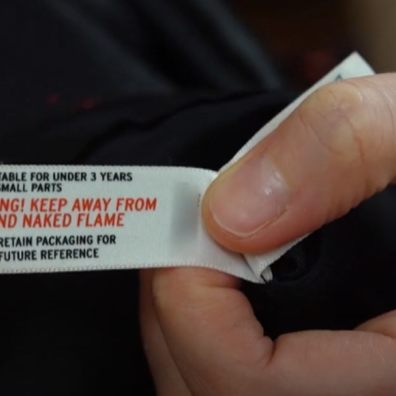 TABLE FOR UNDER 3 YEARS
SMALL PARTS
NG! KEEP AWAY FROM
ND NAKED FLAME
RETAIN PACKAGING FOR
FUTURE REFERENCE